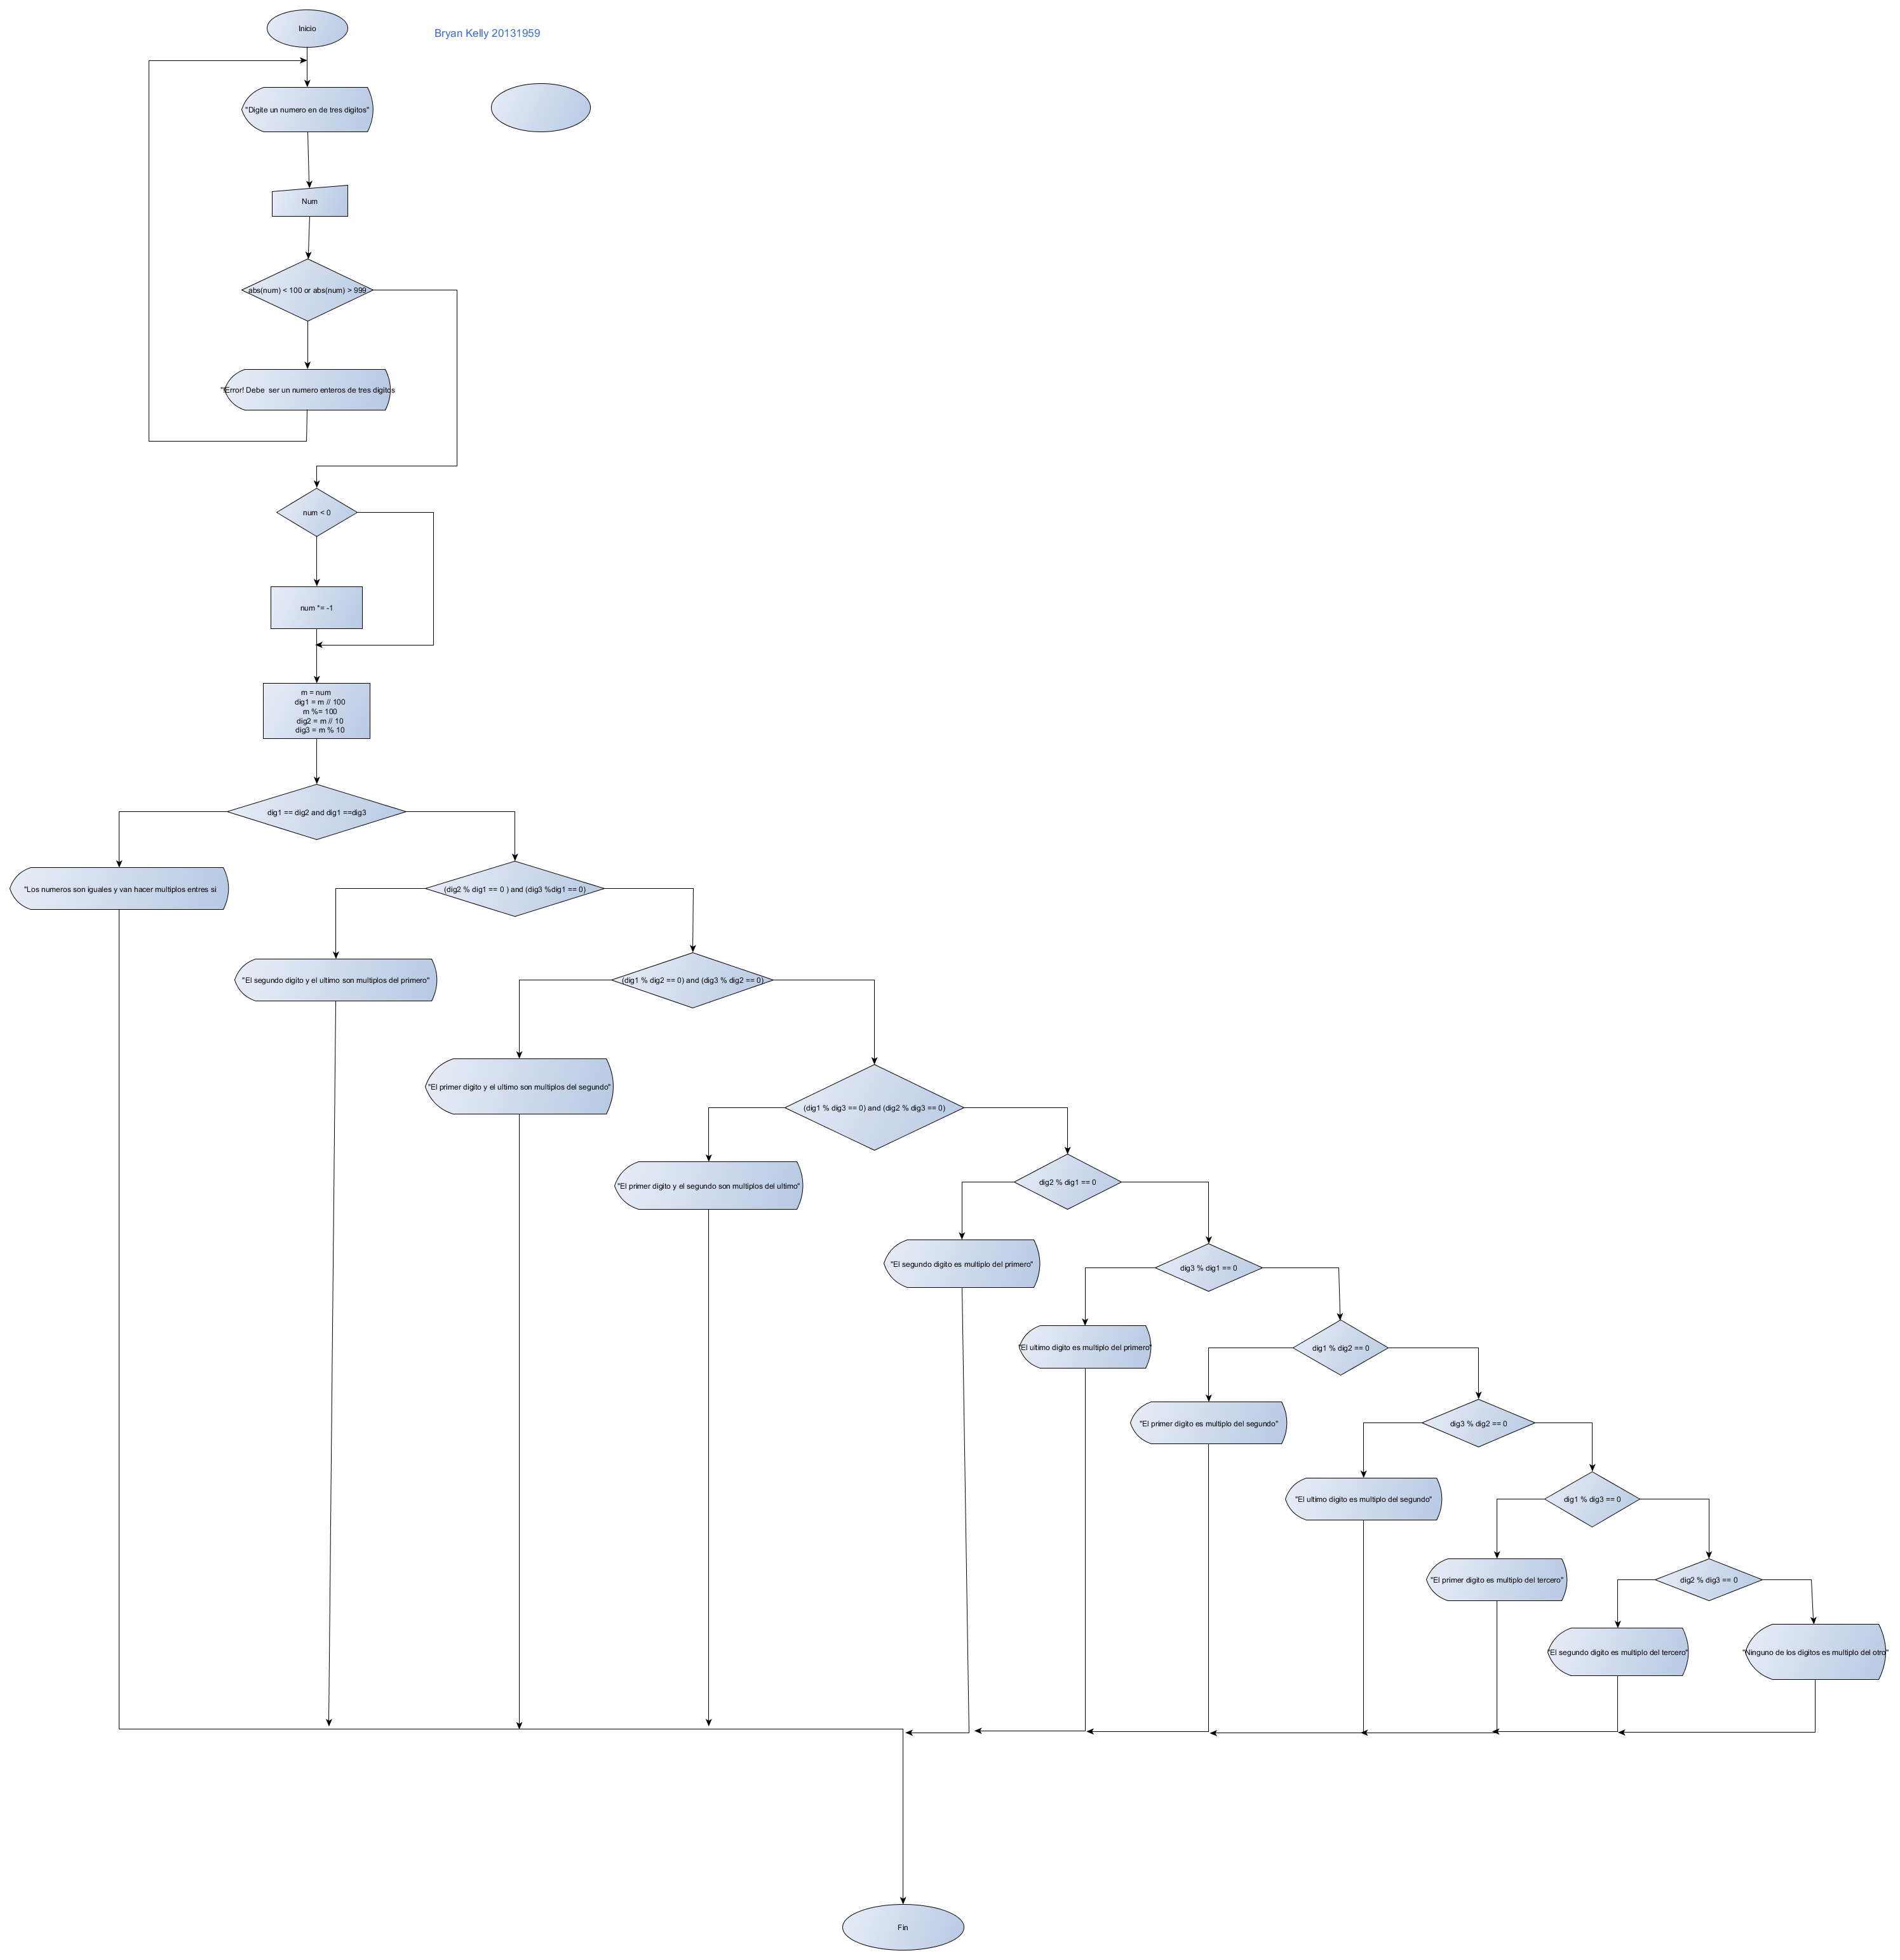 Inicio
Bryan Kelly 20131959
"Digite un numero en de tres digitos"
Num
abs(num) < 100 or abs(num) > 999
"!Error! Debe  ser un numero enteros de tres digitos
num < 0
num *= -1
m = num
dig1 = m // 100
m %= 100
dig2 = m // 10
dig3 = m % 10
dig1 == dig2 and dig1 ==dig3
"Los numeros son iguales y van hacer multiplos entres si
(dig2 % dig1 == 0 ) and (dig3 %dig1 == 0)
"El segundo digito y el ultimo son multiplos del primero"
(dig1 % dig2 == 0) and (dig3 % dig2 == 0)
"El primer digito y el ultimo son multiplos del segundo"
(dig1 % dig3 == 0) and (dig2 % dig3 == 0)
"El primer digito y el segundo son multiplos del ultimo"
dig2 % dig1 == 0
"El segundo digito es multiplo del primero"
dig3 % dig1 == 0
"El ultimo digito es multiplo del primero"
dig1 % dig2 == 0
"El primer digito es multiplo del segundo"
dig3 % dig2 == 0
"El ultimo digito es multiplo del segundo"
dig1 % dig3 == 0
"El primer digito es multiplo del tercero"
dig2 % dig3 == 0
"El segundo digito es multiplo del tercero"
"Ninguno de los digitos es multiplo del otro"
Fin